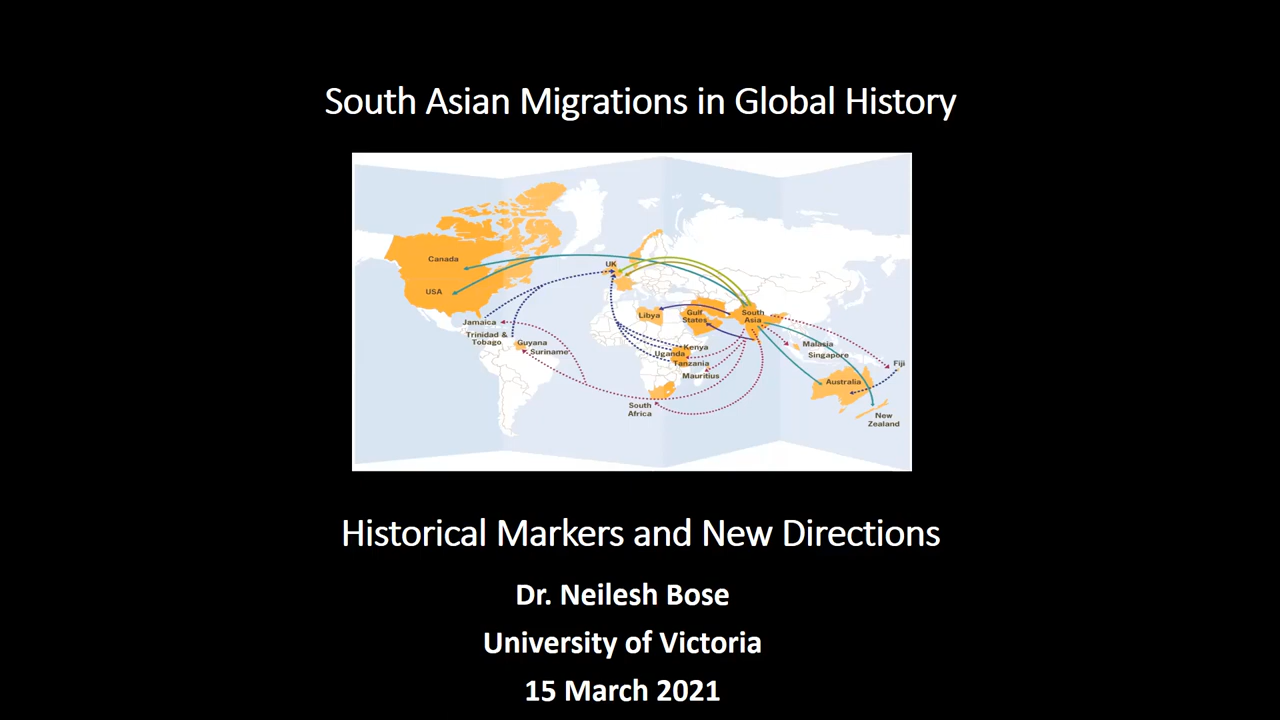 South Asian Migrations in Global History
Canada
UK
USA
Libya
Gulf
States
South
Asia
Jamaica
Trinidad &
Tobago
Guyana
Suriname
Kenya
Uganda
Tanzania
Mauritius
Malasia
Singapore
Fiji
Australia
South
Africa
New
Zealand
Historical Markers and New Directions
Dr. Neilesh Bose
University of Victoria
15 March 2021